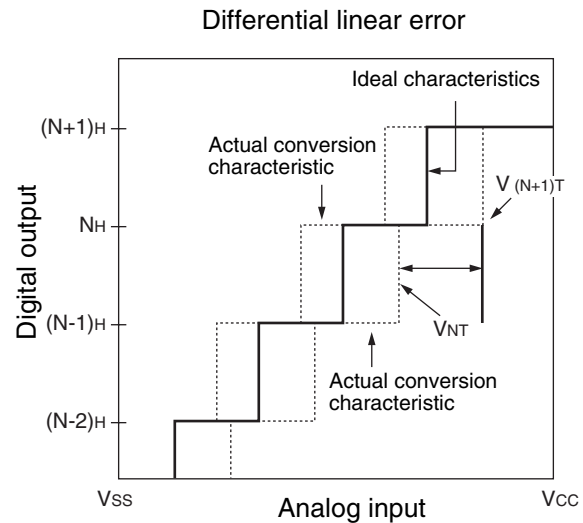 Differential linear error
Ideal characteristics
(N+1)H
Actual conversion
characteristic
V (N+1)T
NH
Digital output
(N-1)H
VNT
Actual conversion
characteristic
(N-2)H
VSS
Analog input
VCC